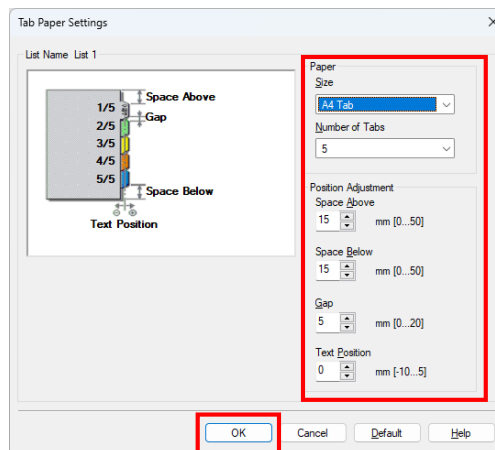 Tab Paper Settings
List Name List 1
1/5
2/5
3/5
4/5
5/5
Space Above
Gap
Space Below
Text Position
Paper
Size
A4 Tab
Number of Tabs
5
Position Adjustment
Space Above
15 mm [0...50]
Space Below
15 mm [0...50]
Gap
5 mm [0...20]
Text Position
0 mm [-10...5]
OK Cancel Default Help